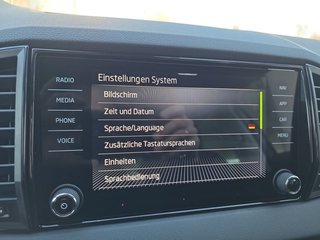 Einstellungen System
RADIO
MEDIA
PHONE
VOICE
Bildschirm
Zeit und Datum
Sprache/Language
Zusätzliche Tastatursprachen
Einheiten
Sprachbedienung
NAV
APP
CAR
MENU